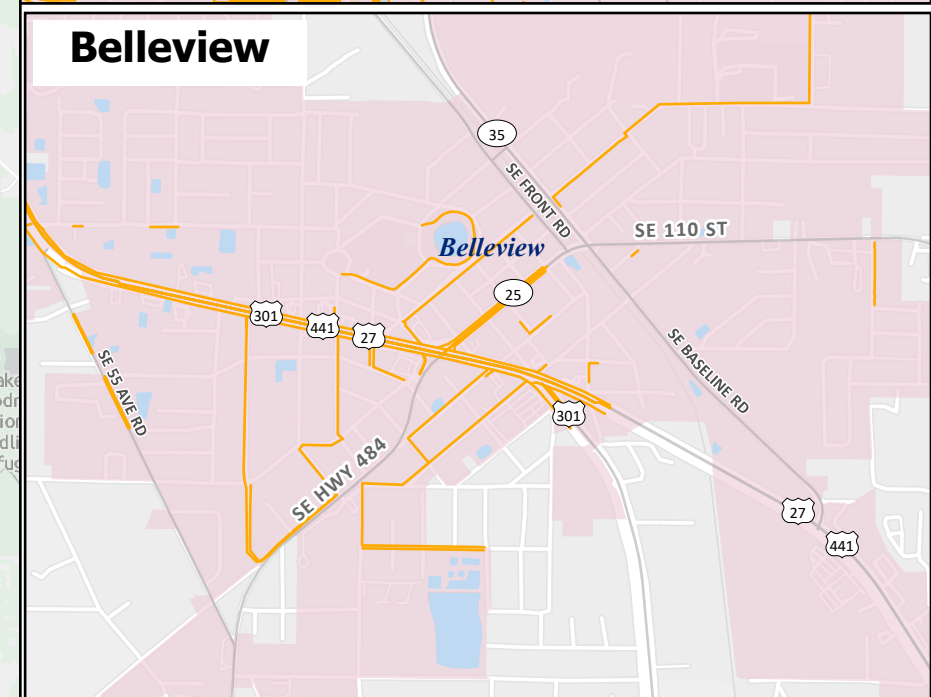 Belleview
35
SE FRONT RD
SE 110 ST
Belleview
25
301
441
27
SE 55 AVE RD
SE BASELINE RD
301
SE HWY 484
27
441